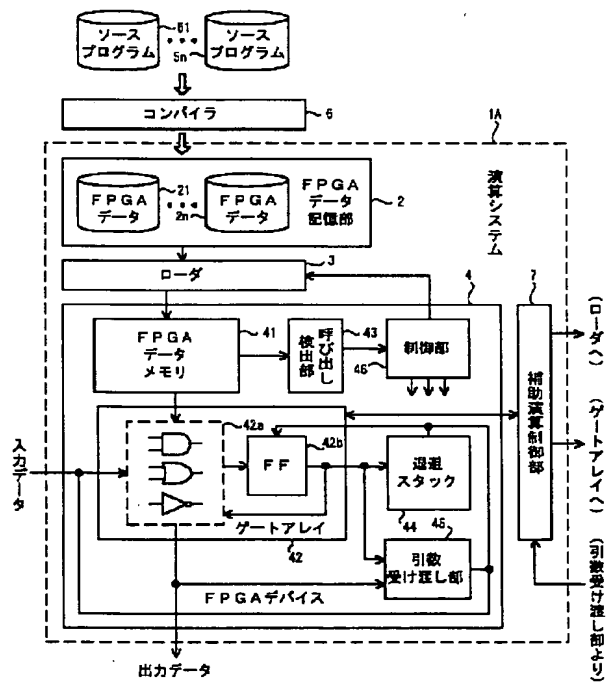 ソース
プログラム
51
5n
ソース
プログラム
コンパイラ
6
1A
演算システム
FPGA
データ
21
2n
FPGA
データ
FPGA
データ
記憶部
2
ローダ
3
4
7
FPGA
データ
メモリ
41
呼び出し
検出部
43
制御部
46
補助演算制御部
(ローダへ)
(ゲートアレイへ)
(引数受け渡し部より)
入力データ
42a
FF
42b
退避
スタック
44
45
ゲートアレイ
42
引数
受け渡し部
FPGAデバイス
出力データ